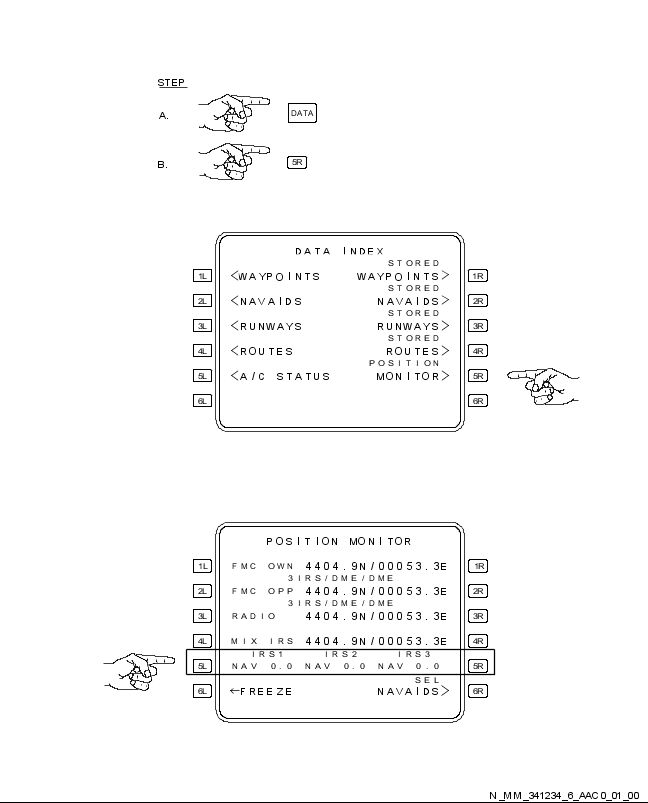 STEP
A. DATA
B. 5R
DATA INDEX
STORED
1L <WAYPOINTS WAYPOINTS> 1R
STORED
2L <NAVAIDS NAVAIDS> 2R
STORED
3L <RUNWAYS RUNWAYS> 3R
STORED
4L <ROUTES ROUTES> 4R
POSITION
5L <A/C STATUS MONITOR> 5R
6L 6R
POSITION MONITOR
1L FMC OWN 4404.9N/00053.3E 1R
3IRS/DME/DME
2L FMC OPP 4404.9N/00053.3E 2R
3IRS/DME/DME
3L RADIO 4404.9N/00053.3E 3R
4L MIX IRS 4404.9N/00053.3E 4R
IRS1 IRS2 IRS3
5L NAV 0.0 NAV 0.0 NAV 0.0 5R
SEL
6L ←FREEZE NAVAIDS> 6R
N_MM_341234_6_AAC0_01_00